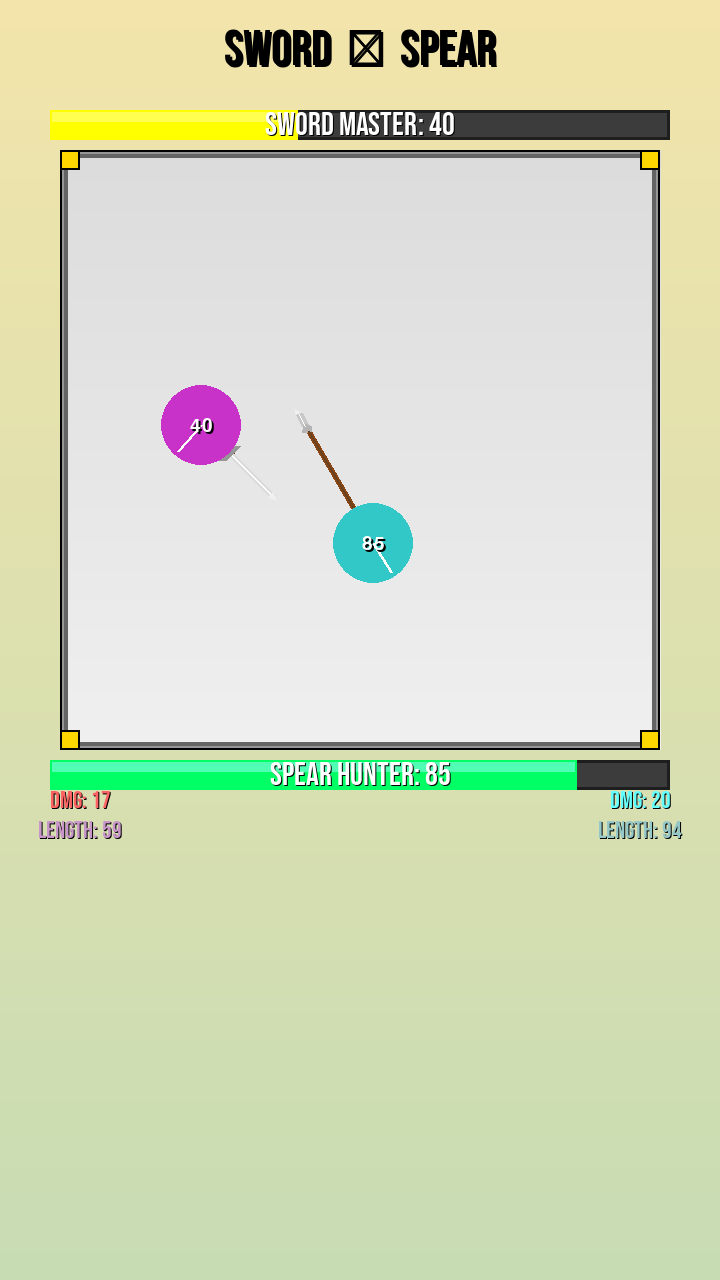 SWORD ⚔ SPEAR
SWORD MASTER: 40
40
85
SPEAR HUNTER: 85
DMG: 17
DMG: 20
LENGTH: 59
LENGTH: 94